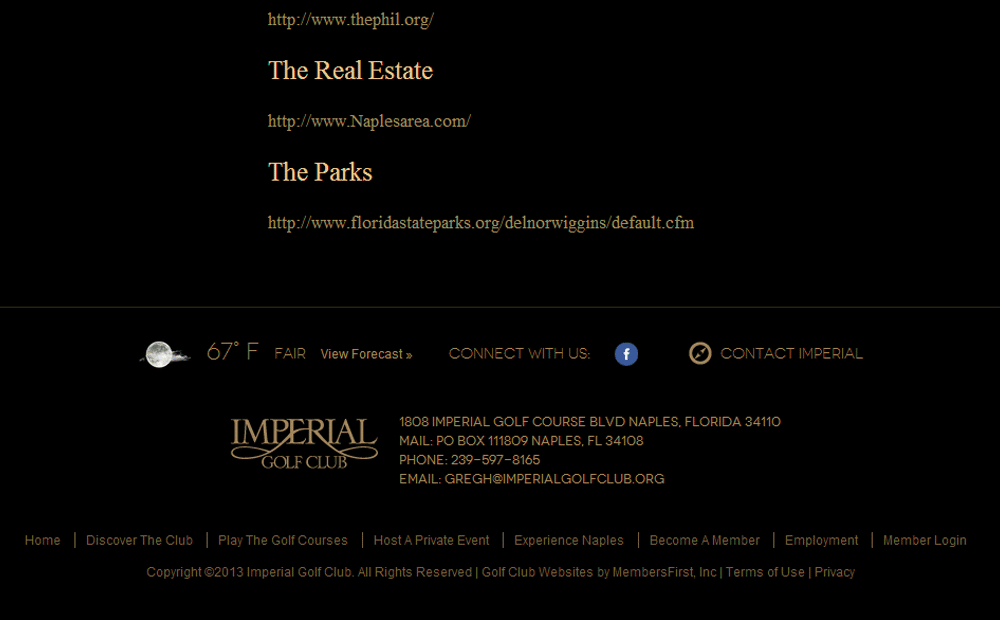 http://www.thephil.org/
The Real Estate
http://www.Naplesarea.com/
The Parks
http://www.floridastateparks.org/delnorwiggins/default.cfm
67° F FAIR View Forecast » CONNECT WITH US: f CONTACT IMPERIAL
IMPERIAL
GOLF CLUB
1808 IMPERIAL GOLF COURSE BLVD NAPLES, FLORIDA 34110
MAIL: PO BOX 111809 NAPLES, FL 34108
PHONE: 239-597-8165
EMAIL: GREGH@IMPERIALGOLFCLUB.ORG
Home | Discover The Club | Play The Golf Courses | Host A Private Event | Experience Naples | Become A Member | Employment | Member Login
Copyright ©2013 Imperial Golf Club. All Rights Reserved | Golf Club Websites by MembersFirst, Inc | Terms of Use | Privacy